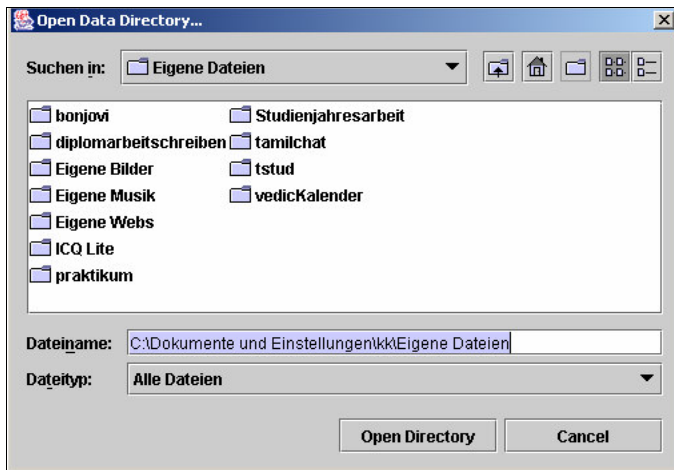 Open Data Directory...
Suchen in: Eigene Dateien
bonjovi Studienjahresarbeit
diplomarbeitschreiben tamilchat
Eigene Bilder tstud
Eigene Musik vedicKalender
Eigene Webs
ICQ Lite
praktikum
Dateiname: C:\Dokumente und Einstellungen\kk\Eigene Dateien
Dateityp: Alle Dateien
Open Directory Cancel